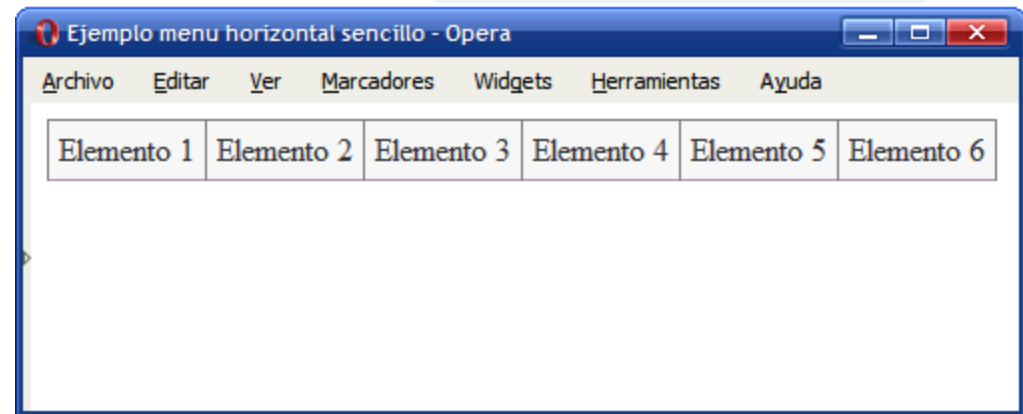 Ejemplo menu horizontal sencillo - Opera
Archivo Editar Ver Marcadores Widgets Herramientas Ayuda
Elemento 1 Elemento 2 Elemento 3 Elemento 4 Elemento 5 Elemento 6